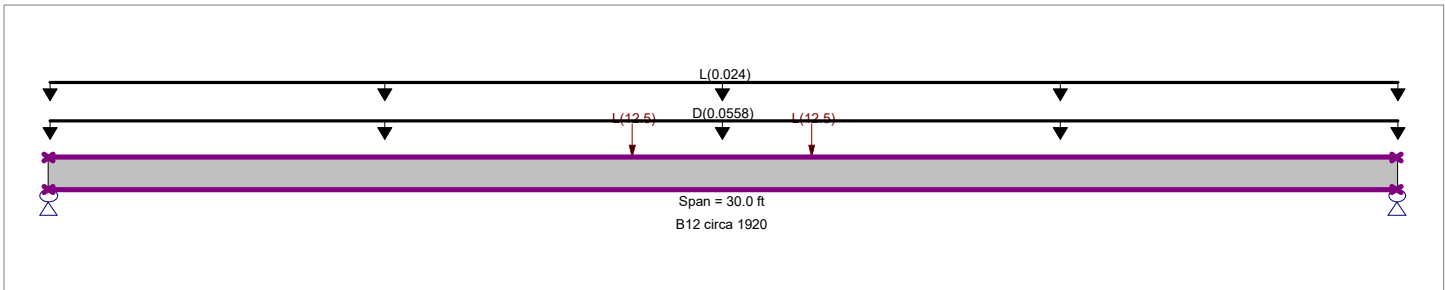 L(0.024)
D(0.0558)
L(12.5) L(12.5)
Span = 30.0 ft
B12 circa 1920